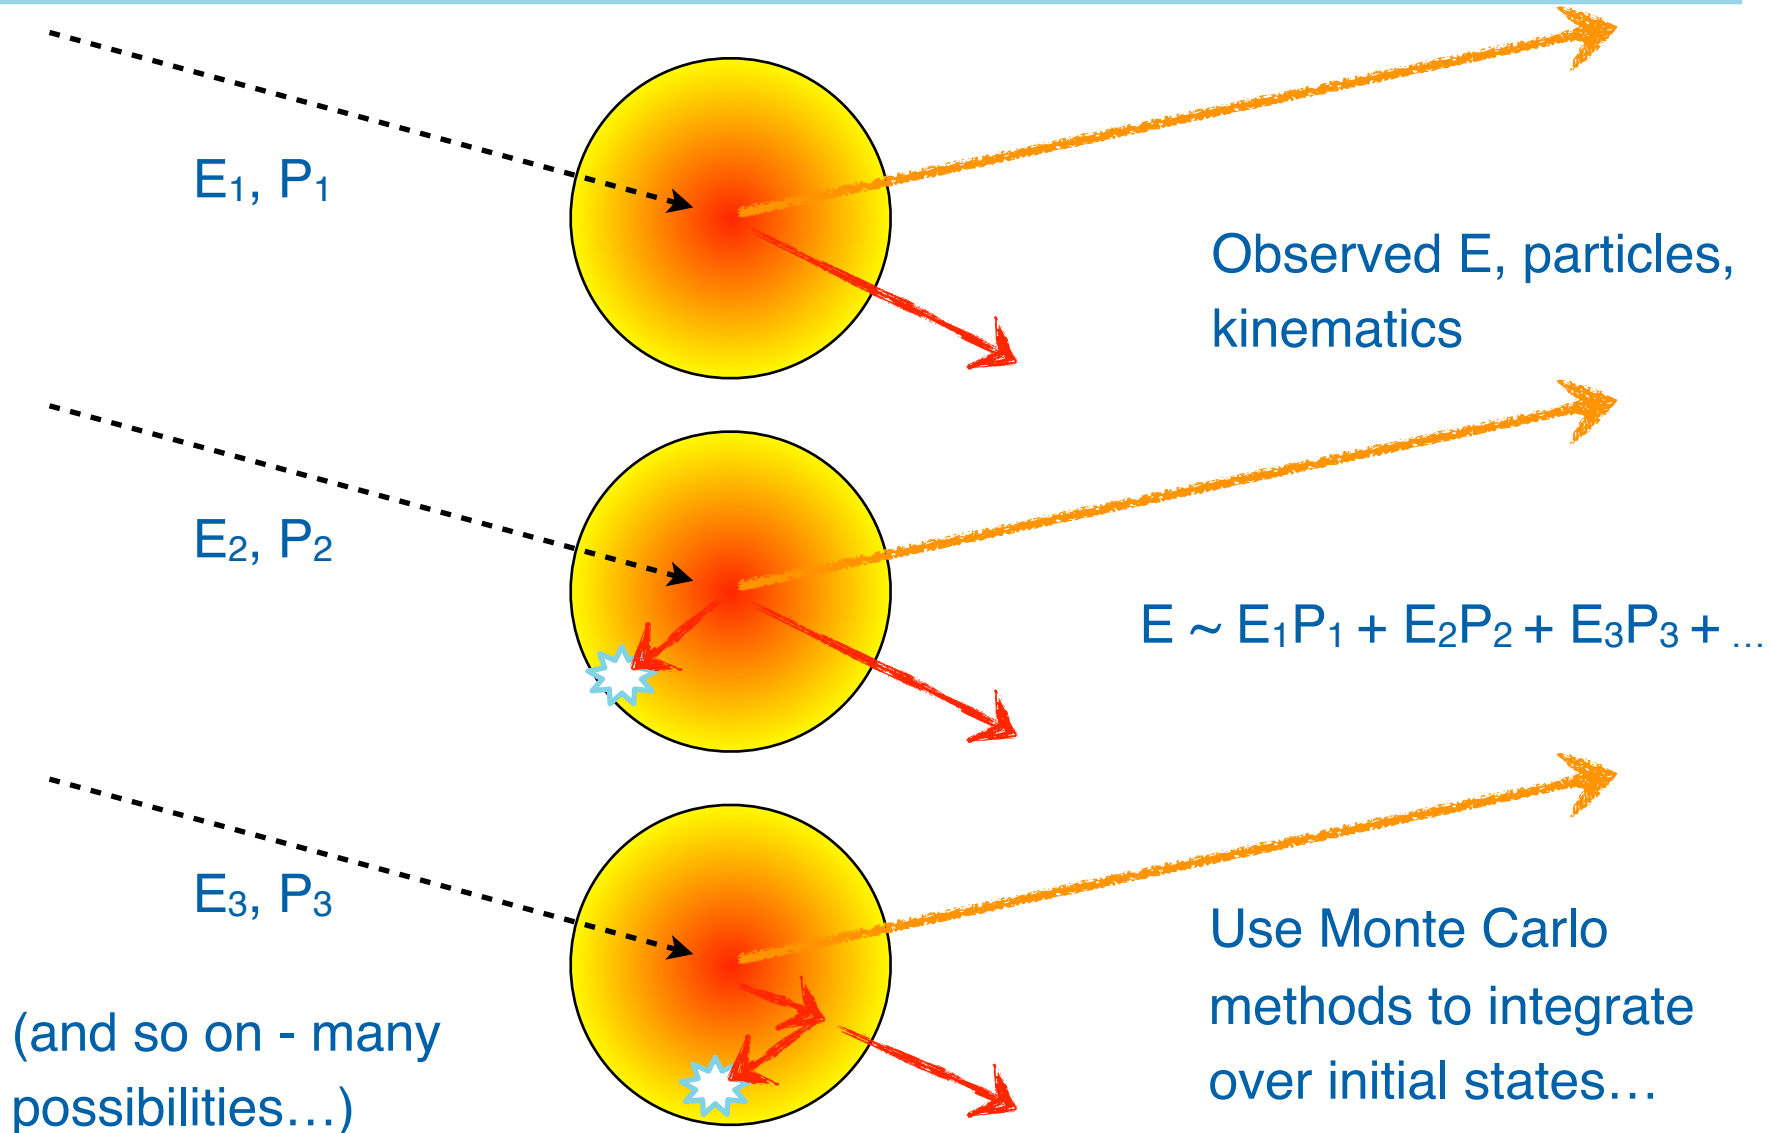 E₁, P₁
Observed E, particles,
kinematics
E₂, P₂
E ~ E₁P₁ + E₂P₂ + E₃P₃ + ...
E₃, P₃
Use Monte Carlo
methods to integrate
over initial states...
(and so on - many
possibilities...)